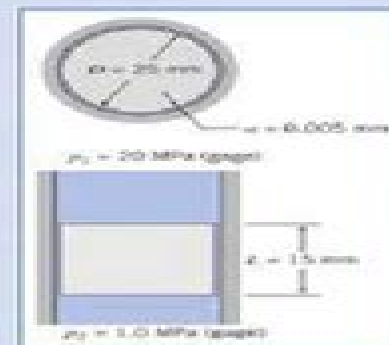 D = 25 mm
a = 0.005 mm
p₁ = 20 MPa (gage)
L = 15 mm
p₂ = 1.0 MPa (gage)